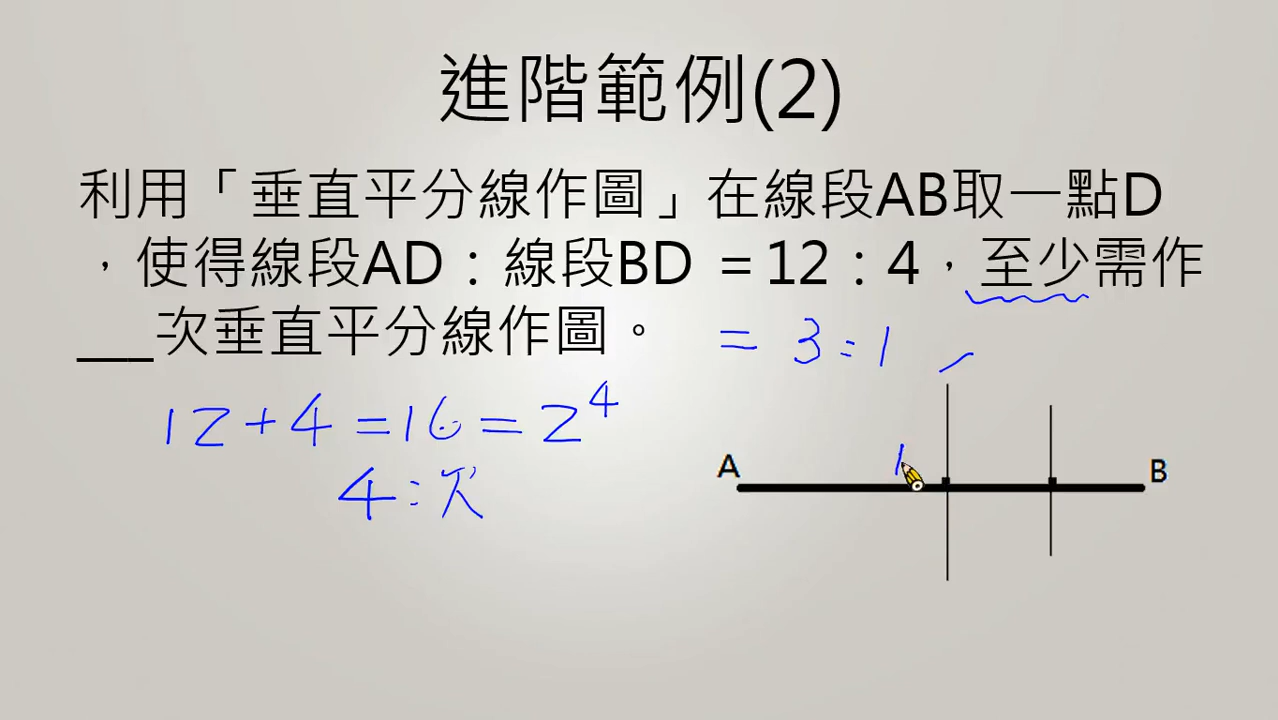 進階範例(2)
利用「垂直平分線作圖」在線段AB取一點D
，使得線段AD：線段BD ＝12：4，至少需作
___次垂直平分線作圖。
= 3:1
12+4=16=2⁴
4次
A
B